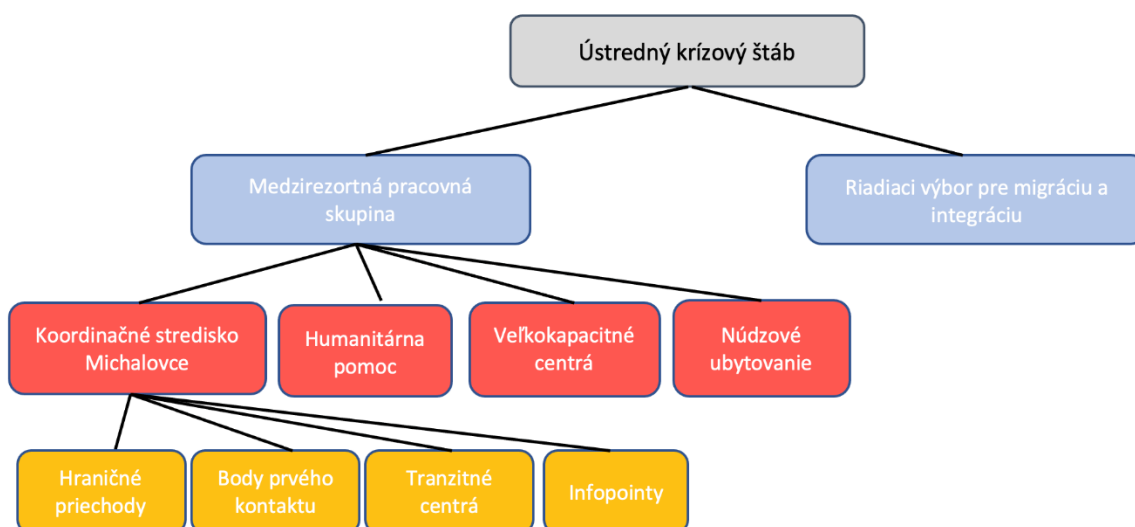 Ústredný krízový štáb
Medzirezortná pracovná
skupina
Riadiaci výbor pre migráciu a
integráciu
Koordinačné stredisko
Michalovce
Humanitárna
pomoc
Veľkokapacitné
centrá
Núdzové
ubytovanie
Hraničné
priechody
Body prvého
kontaktu
Tranzitné
centrá
Infopointy